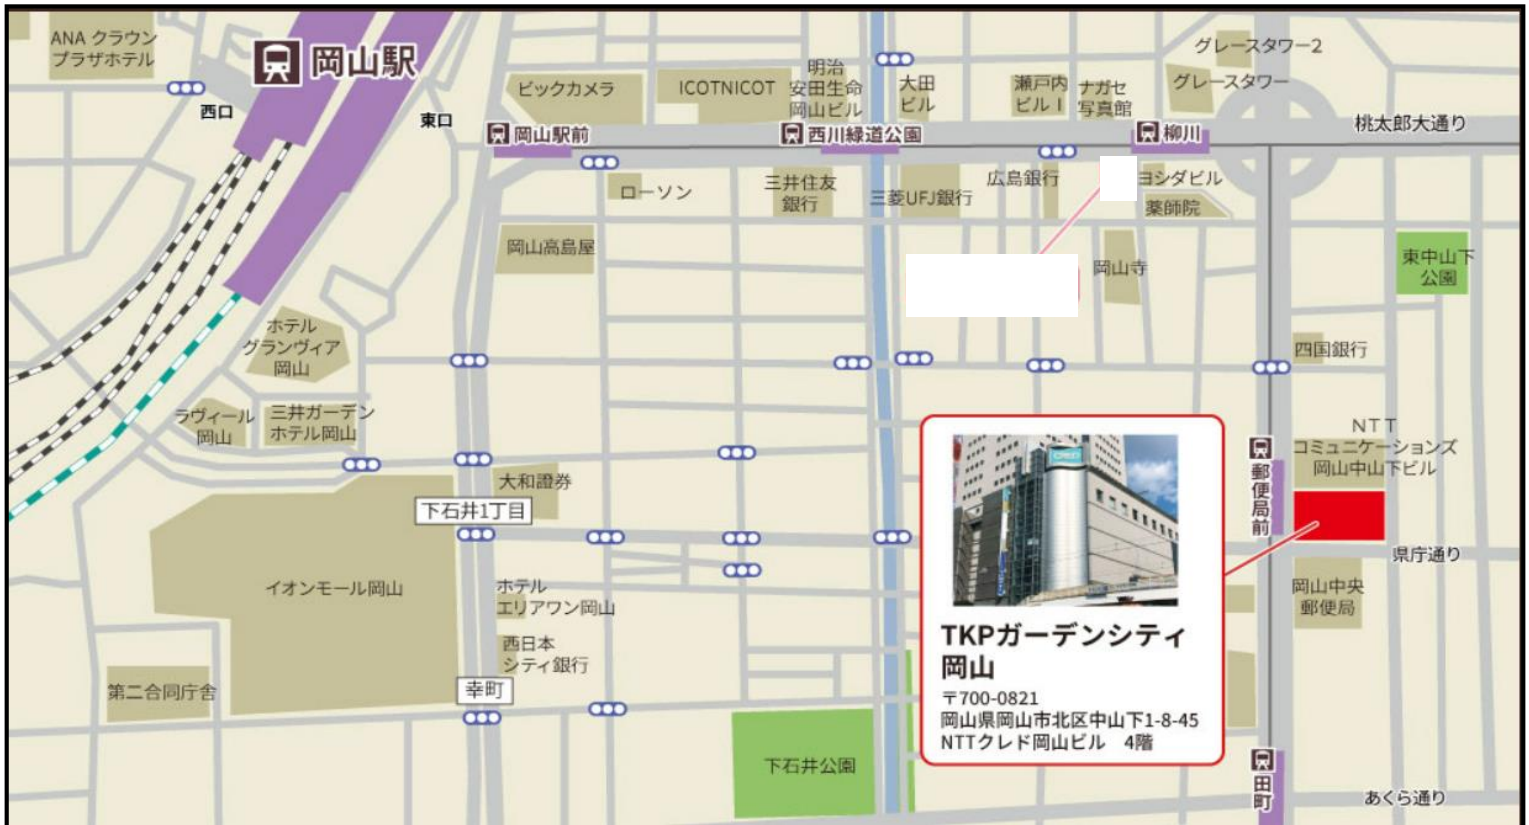 ANA クラウン
プラザホテル
岡山駅
西口
東口
ビックカメラ
ICOTNICOT
明治
安田生命
岡山ビル
大田
ビル
瀬戸内
ビル I
ナガセ
写真館
グレースタワー2
グレースタワー
桃太郎大通り
岡山駅前
西川緑道公園
柳川
ローソン
三井住友
銀行
三菱UFJ銀行
広島銀行
ヨシダビル
薬師院
岡山高島屋
岡山寺
東中山下
公園
ホテル
グランヴィア
岡山
四国銀行
ラヴィール
岡山
三井ガーデン
ホテル岡山
大和證券
下石井1丁目
NTT
コミュニケーションズ
岡山中山下ビル
郵便局前
県庁通り
イオンモール岡山
ホテル
エリアワン岡山
西日本
シティ銀行
岡山中央
郵便局
第二合同庁舎
幸町
TKPガーデンシティ
岡山
〒700-0821
岡山県岡山市北区中山下1-8-45
NTTクレド岡山ビル　4階
下石井公園
田町
あくら通り